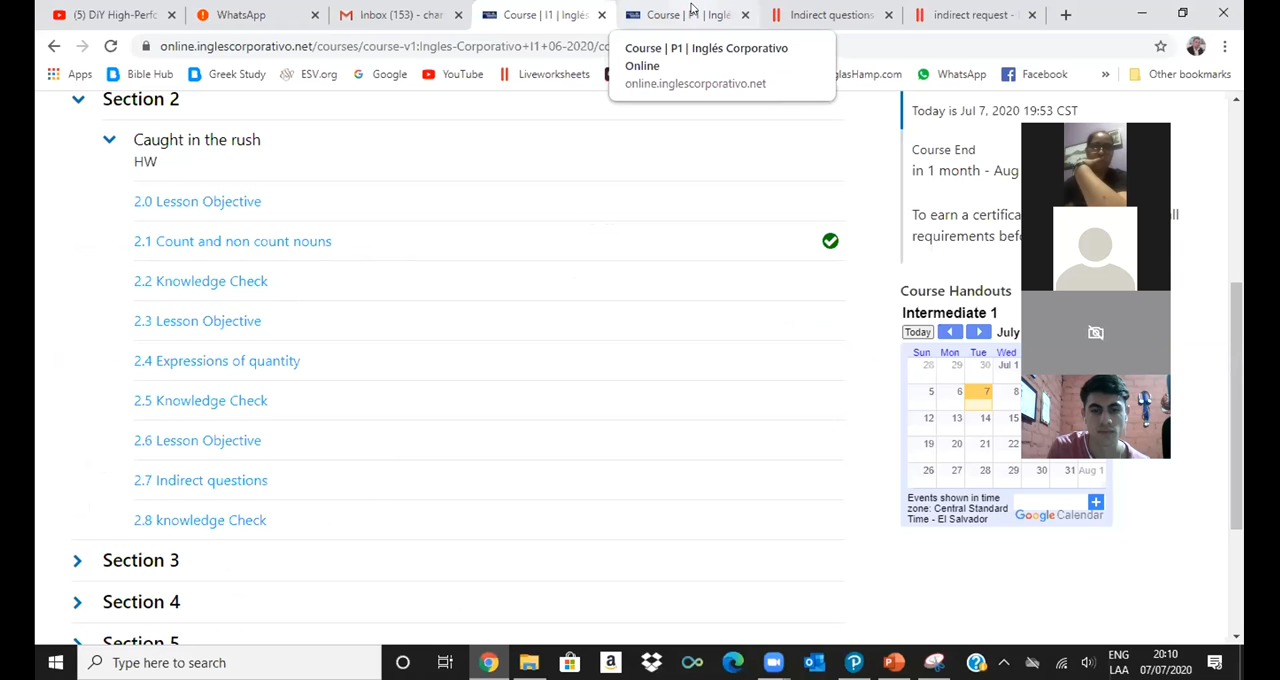 (5) DIY High-Perfo
WhatsApp
Inbox (153) - char
Course | I1 | Inglés
Course | P1 | Inglé
Indirect questions
indirect request -
online.inglescorporativo.net/courses/course-v1:Ingles-Corporativo+I1+06-2020/co
Apps
Bible Hub
Greek Study
ESV.org
Google
YouTube
Liveworksheets
glasHamp.com
WhatsApp
Facebook
»
Other bookmarks
Course | P1 | Inglés Corporativo
Online
online.inglescorporativo.net
Section 2
Caught in the rush
HW
2.0 Lesson Objective
2.1 Count and non count nouns
2.2 Knowledge Check
2.3 Lesson Objective
2.4 Expressions of quantity
2.5 Knowledge Check
2.6 Lesson Objective
2.7 Indirect questions
2.8 knowledge Check
Section 3
Section 4
Section 5
Today is Jul 7, 2020 19:53 CST
Course End
in 1 month - Aug
To earn a certifica
all
requirements befo
Course Handouts
Intermediate 1
Today
July
Sun Mon Tue Wed
28 29 30 Jul 1
5 6 7 8
12 13 14 15
19 20 21 22
26 27 28 29 30 31 Aug 1
Events shown in time
zone: Central Standard
Time - El Salvador
Google Calendar
Type here to search
ENG
LAA
20:10
07/07/2020